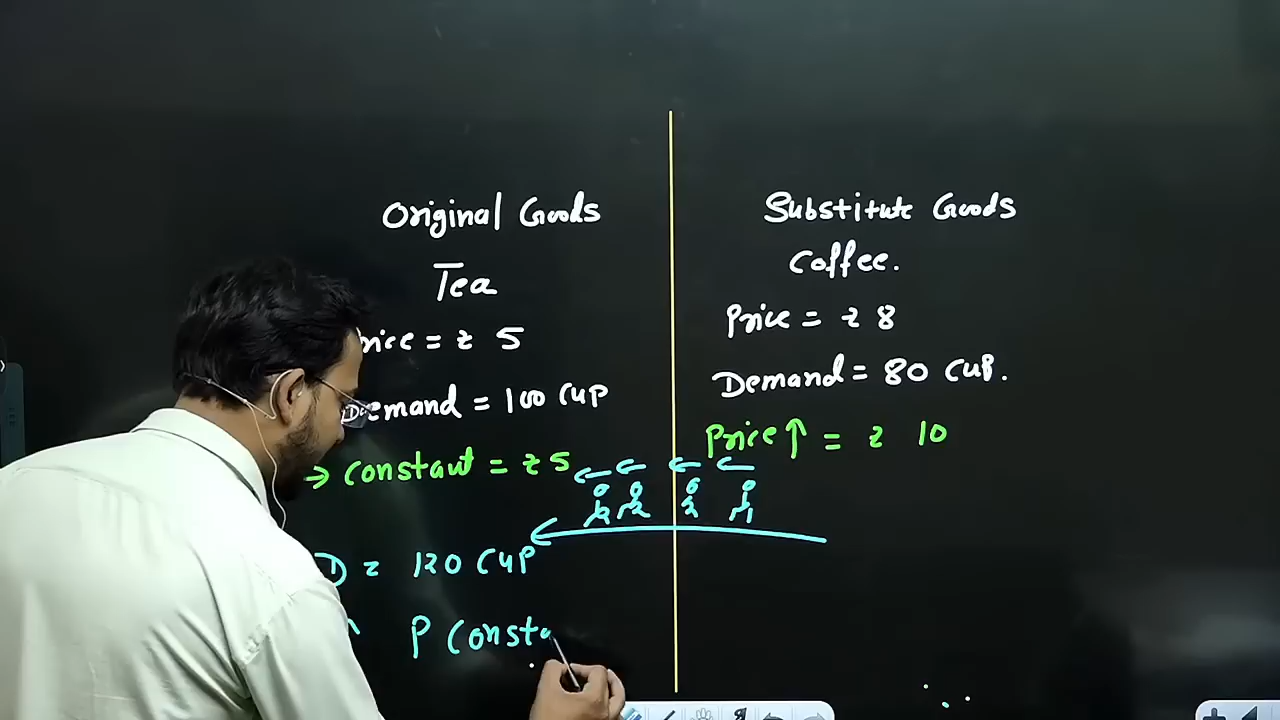 Original Goods
Tea
rice = ₹ 5
Demand = 100 Cup
→ Constant = ₹ 5
D = 120 Cup
P Consta
Substitute Goods
Coffee.
Price = ₹ 8
Demand = 80 Cup.
Price ↑ = ₹ 10